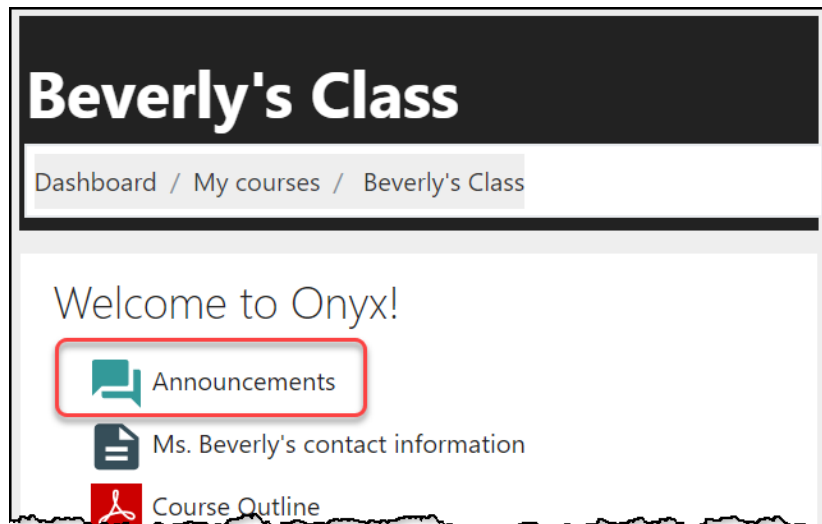 Beverly's Class
Dashboard / My courses / Beverly's Class
Welcome to Onyx!
Announcements
Ms. Beverly's contact information
Course Outline